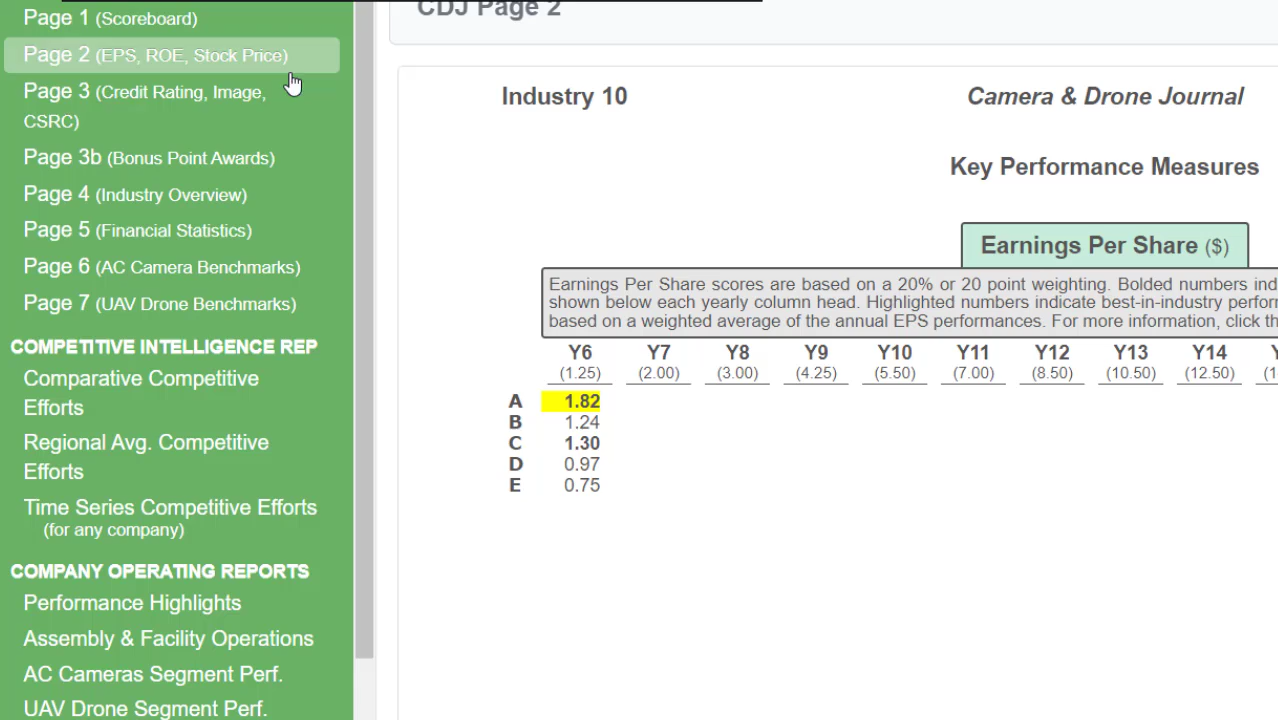 Page 1 (Scoreboard)
Page 2 (EPS, ROE, Stock Price)
Page 3 (Credit Rating, Image,
CSRC)
Page 3b (Bonus Point Awards)
Page 4 (Industry Overview)
Page 5 (Financial Statistics)
Page 6 (AC Camera Benchmarks)
Page 7 (UAV Drone Benchmarks)
COMPETITIVE INTELLIGENCE REP
Comparative Competitive
Efforts
Regional Avg. Competitive
Efforts
Time Series Competitive Efforts
(for any company)
COMPANY OPERATING REPORTS
Performance Highlights
Assembly & Facility Operations
AC Cameras Segment Perf.
UAV Drone Segment Perf.
CDJ Page 2
Industry 10 Camera & Drone Journal
Key Performance Measures
Earnings Per Share ($)
Earnings Per Share scores are based on a 20% or 20 point weighting. Bolded numbers ind
shown below each yearly column head. Highlighted numbers indicate best-in-industry perfor
based on a weighted average of the annual EPS performances. For more information, click th
Y6 Y7 Y8 Y9 Y10 Y11 Y12 Y13 Y14
(1.25) (2.00) (3.00) (4.25) (5.50) (7.00) (8.50) (10.50) (12.50)
A 1.82
B 1.24
C 1.30
D 0.97
E 0.75